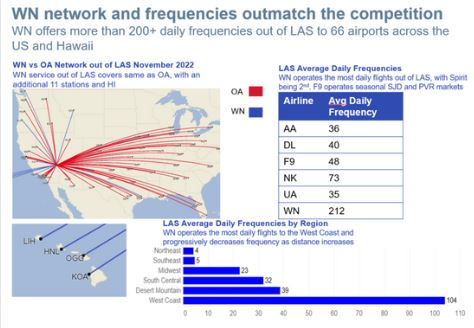 WN network and frequencies outmatch the competition
WN offers more than 200+ daily frequencies out of LAS to 66 airports across the
US and Hawaii
WN vs OA Network out of LAS November 2022
WN service out of LAS covers same as OA, with an
additional 11 stations and HI
OA
WN
LAS Average Daily Frequencies
WN operates the most daily flights out of LAS, with Spirit
being 2nd. F9 operates seasonal SJD and PVR markets
Airline Avg Daily
Frequency
AA 36
DL 40
F9 48
NK 73
UA 35
WN 212
LIH
HNL
OGG
KOA
LAS Average Daily Frequencies by Region
WN operates the most daily flights to the West Coast and
progressively decreases frequency as distance increases
Northeast 4
Southeast 5
Midwest 23
South Central 32
Desert Mountain 39
West Coast 104
0 10 20 30 40 50 60 70 80 90 100 110